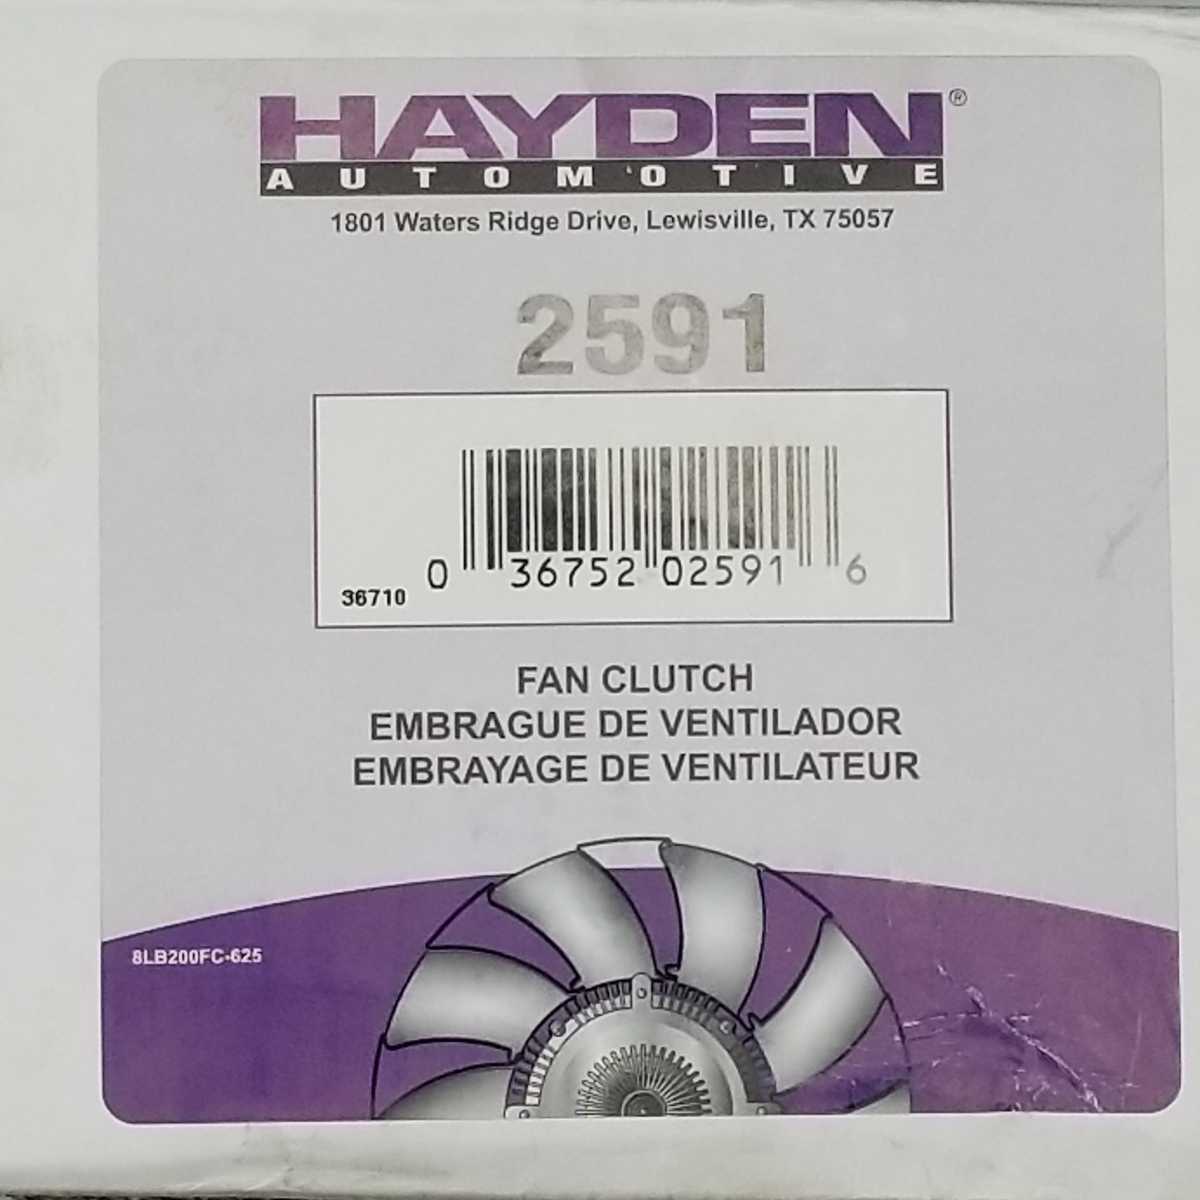 HAYDEN®
AUTOMOTIVE
1801 Waters Ridge Drive, Lewisville, TX 75057
2591
36710 0 36752 02591 6
FAN CLUTCH
EMBRAGUE DE VENTILADOR
EMBRAYAGE DE VENTILATEUR
8LB200FC-625